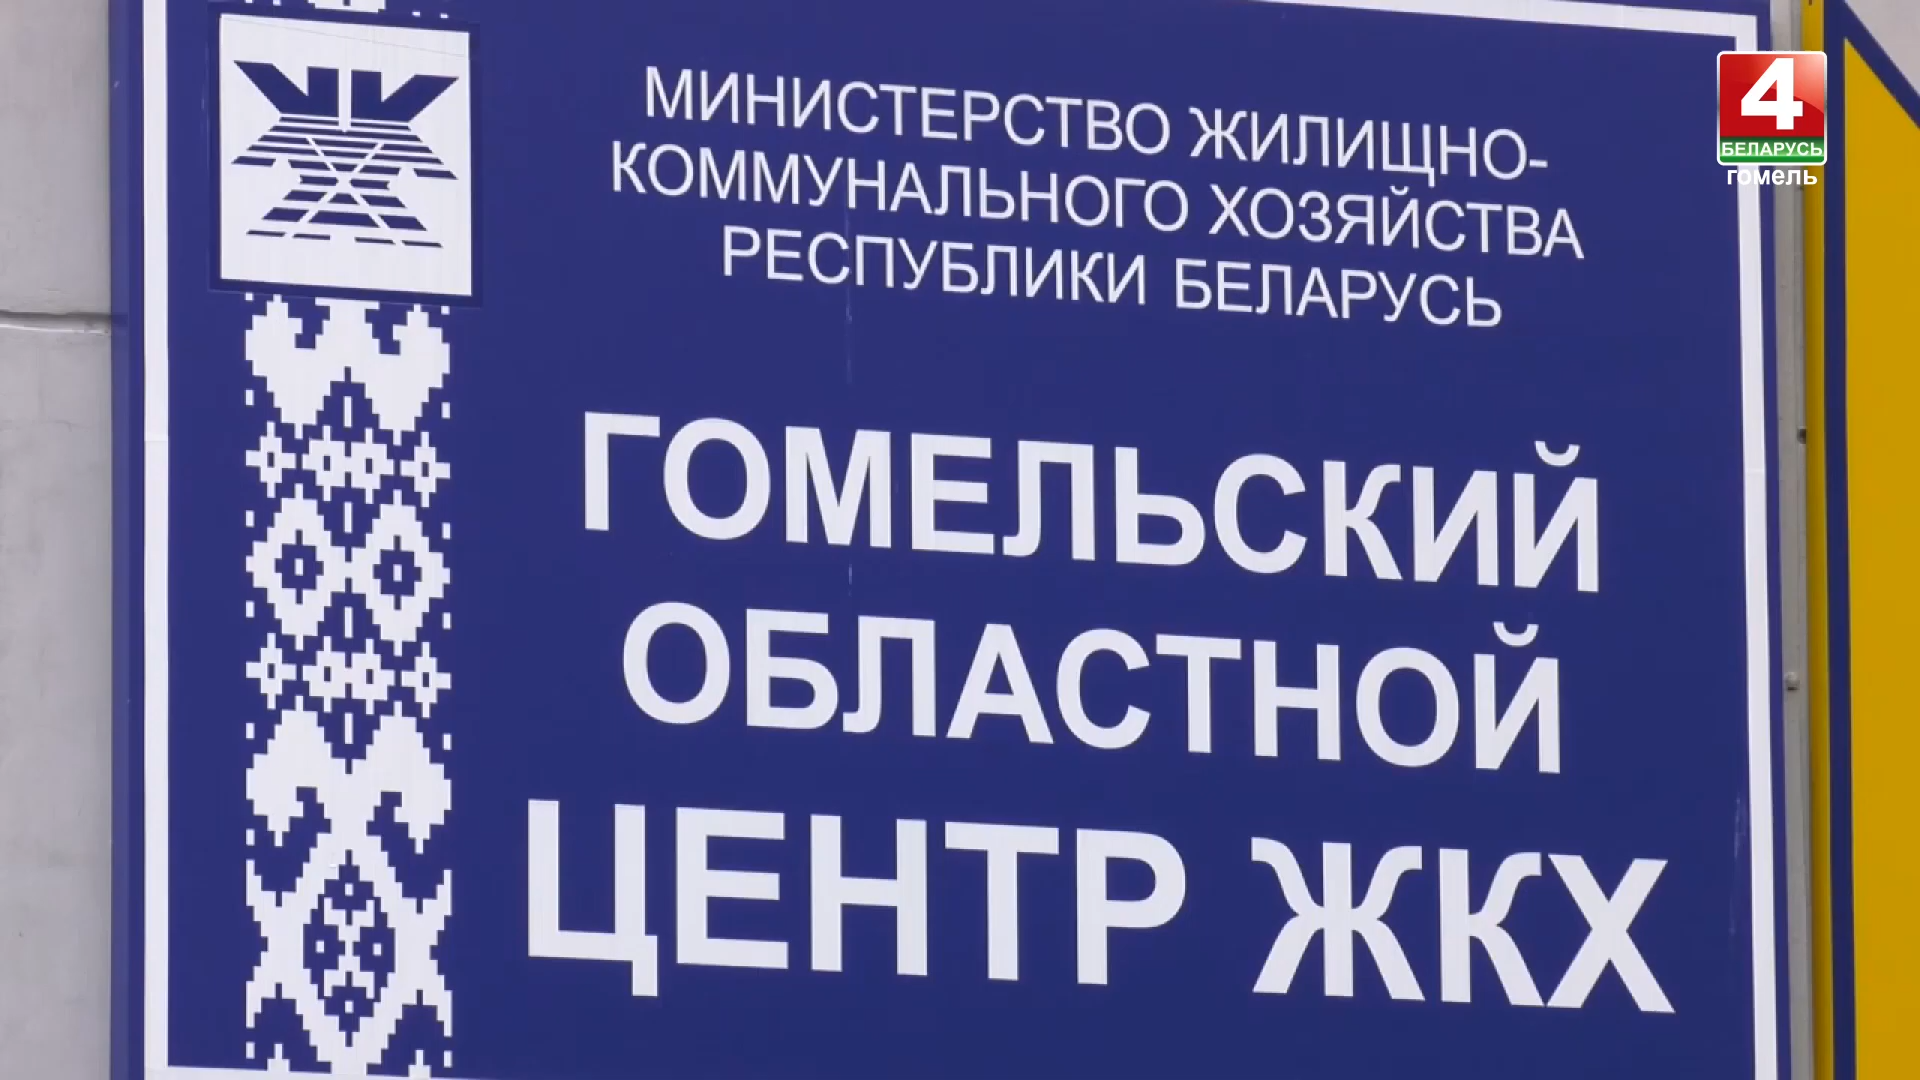 МИНИСТЕРСТВО ЖИЛИЩНО-
КОММУНАЛЬНОГО ХОЗЯЙСТВА
РЕСПУБЛИКИ БЕЛАРУСЬ
ГОМЕЛЬСКИЙ
ОБЛАСТНОЙ
ЦЕНТР ЖКХ
4
БЕЛАРУСЬ
гомель